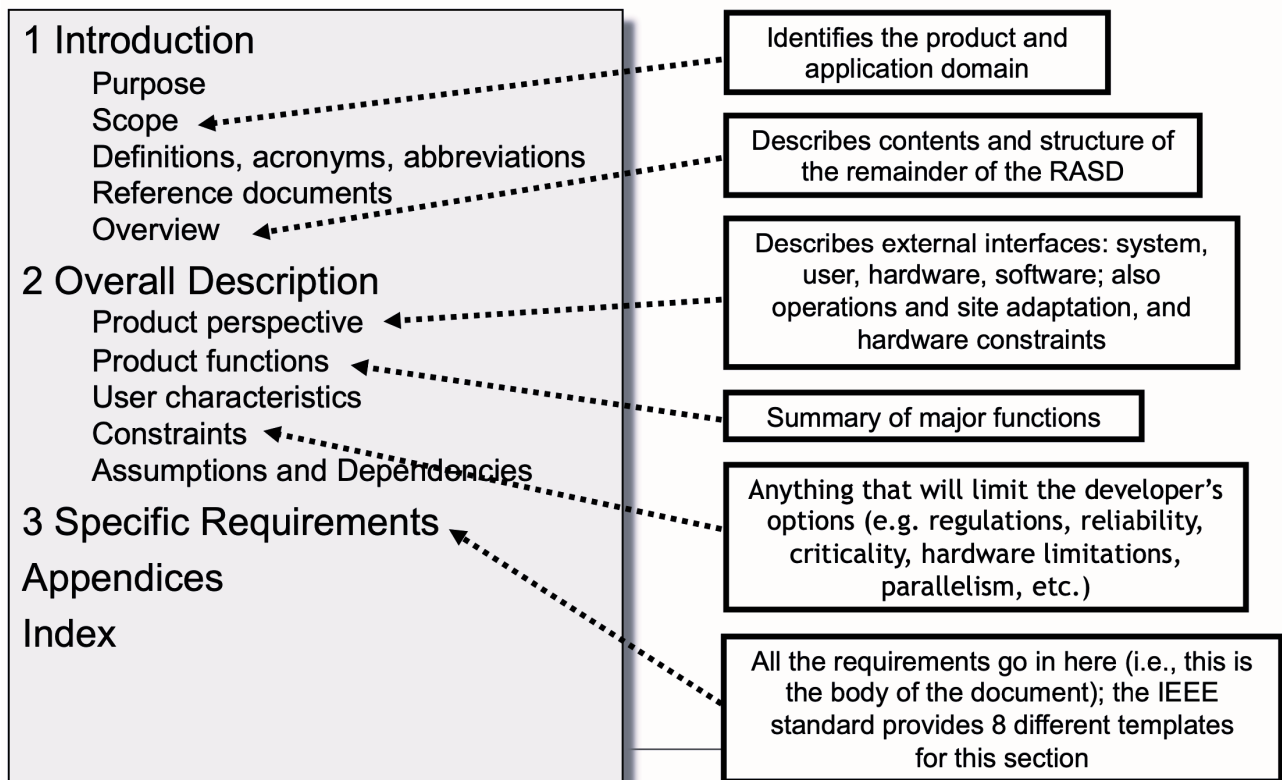 1 Introduction
Purpose
Scope
Definitions, acronyms, abbreviations
Reference documents
Overview
2 Overall Description
Product perspective
Product functions
User characteristics
Constraints
Assumptions and Dependencies
3 Specific Requirements
Appendices
Index
Identifies the product and
application domain
Describes contents and structure of
the remainder of the RASD
Describes external interfaces: system,
user, hardware, software; also
operations and site adaptation, and
hardware constraints
Summary of major functions
Anything that will limit the developer’s
options (e.g. regulations, reliability,
criticality, hardware limitations,
parallelism, etc.)
All the requirements go in here (i.e., this is
the body of the document); the IEEE
standard provides 8 different templates
for this section